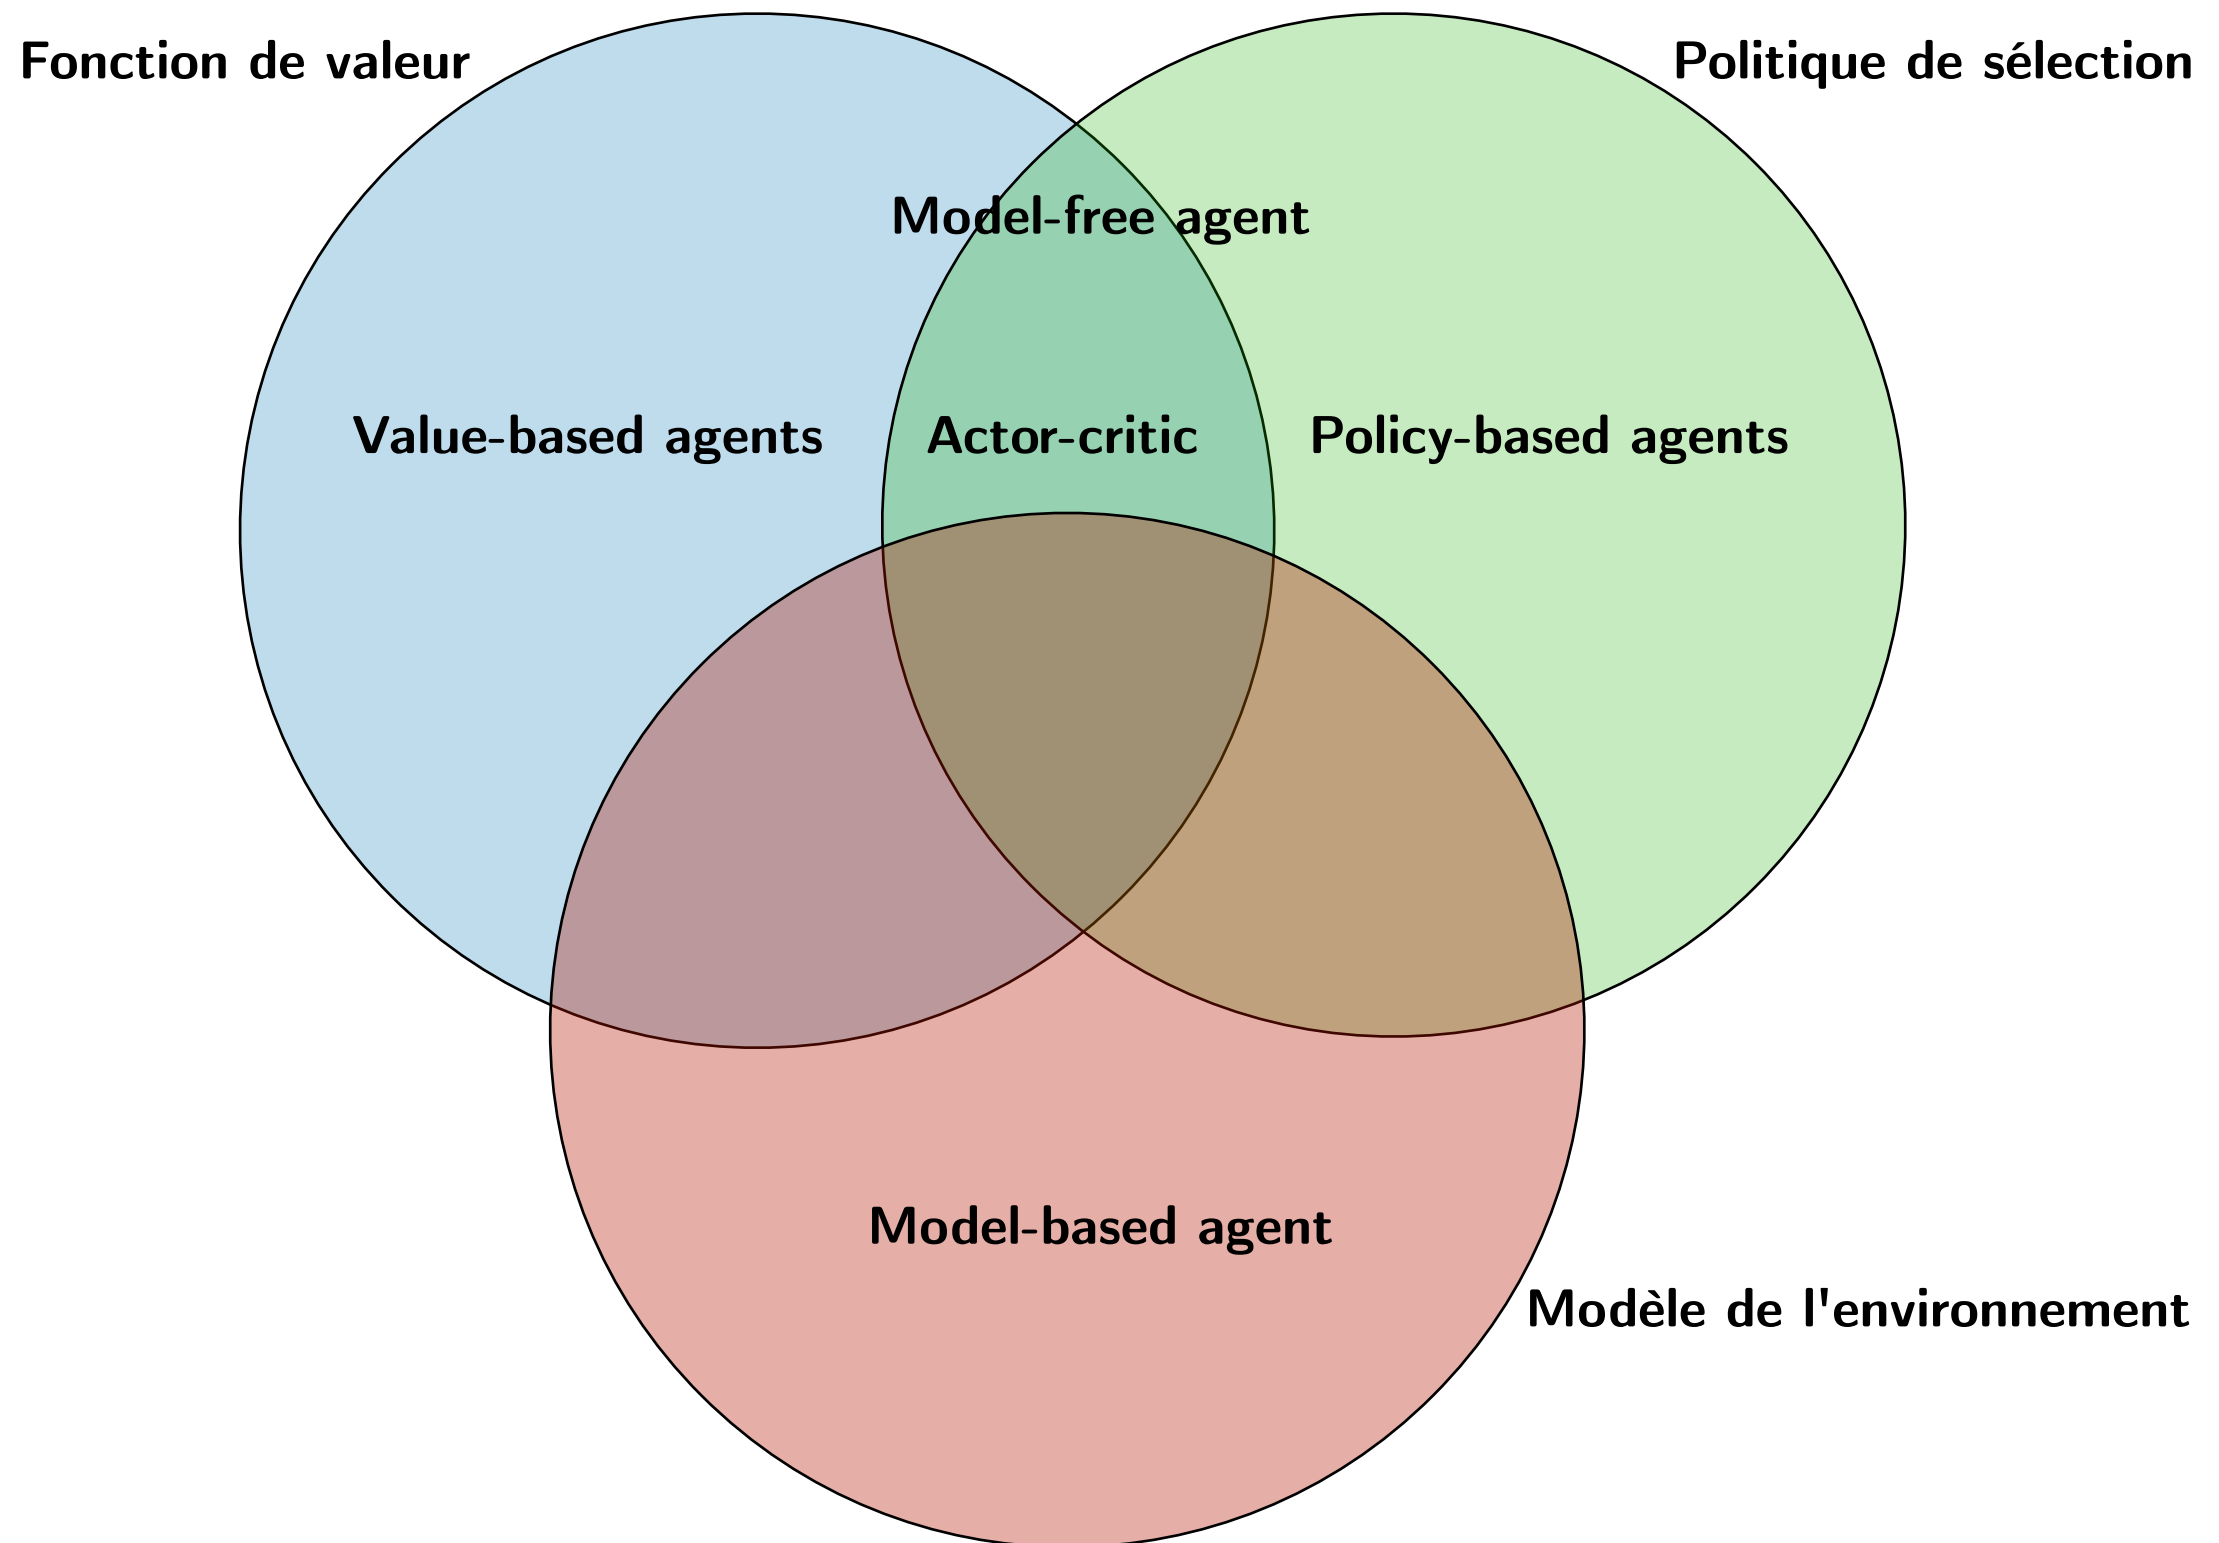 Fonction de valeur
Politique de sélection
Model-free agent
Value-based agents
Actor-critic
Policy-based agents
Model-based agent
Modèle de l'environnement